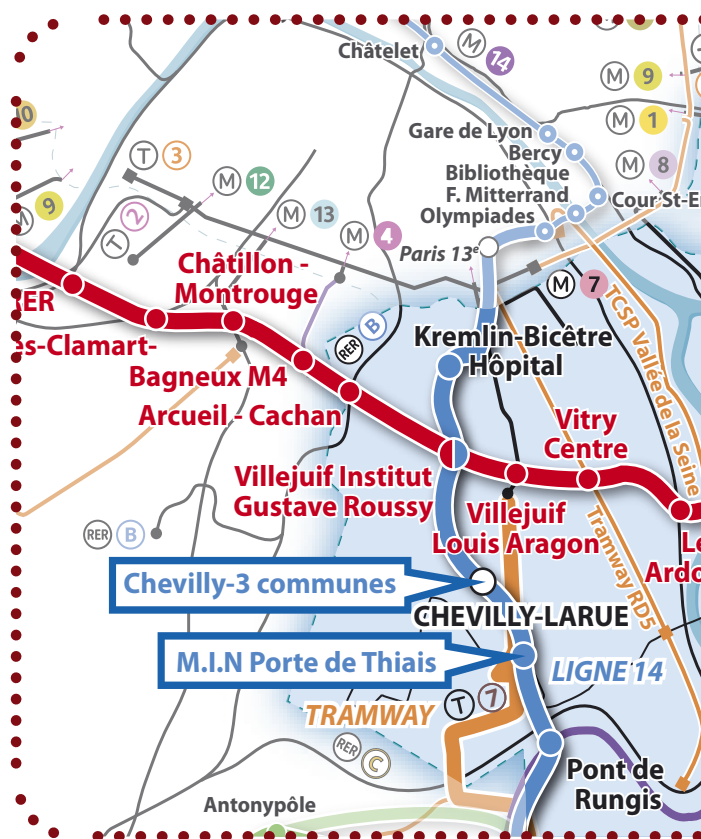 Châtelet
M 14
M 9
M 1
M 8
Gare de Lyon
Bercy
Bibliothèque
F. Mitterrand
Olympiades
Cour St-E
T 3
M 12
M 13
M 4
M 9
T 2
Paris 13e
M 7
Châtillon -
Montrouge
RER B
TCSP Vallée de la Seine
Kremlin-Bicêtre
Hôpital
Bagneux M4
Arcueil - Cachan
Vitry
Centre
Villejuif Institut
Gustave Roussy
Villejuif
Louis Aragon
Tramway RD5
RER B
Chevilly-3 communes
CHEVILLY-LARUE
M.I.N Porte de Thiais
LIGNE 14
TRAMWAY T 7
RER C
Pont de
Rungis
Antonypôle